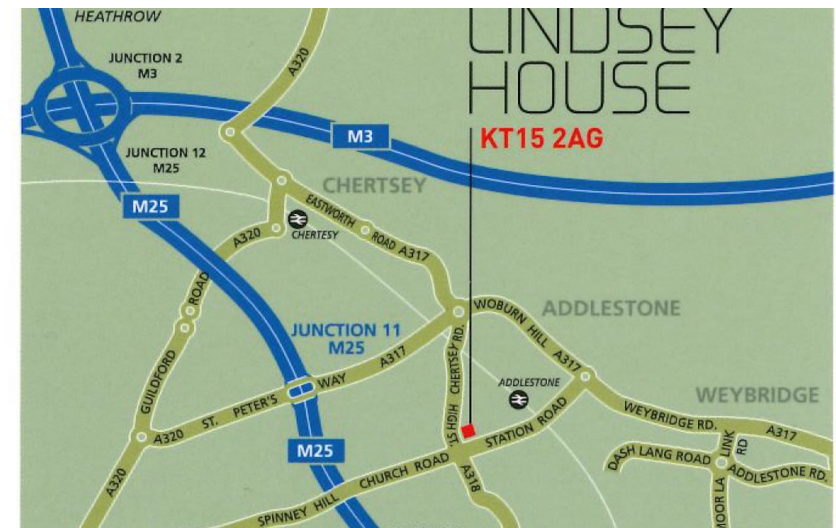 HEATHROW
LINDSEY
HOUSE
KT15 2AG
JUNCTION 2
M3
A320
M3
JUNCTION 12
M25
CHERTSEY
M25
EASTWORTH
ROAD A317
A320
CHERTESY
ROAD
GUILDFORD
WOBURN HILL A317
ADDLESTONE
JUNCTION 11
M25
A317
CHERTSEY RD.
HIGH ST.
ADDLESTONE
WEYBRIDGE
A320 ST. PETER'S WAY
WEYBRIDGE RD.
A317
LINK
RD
STATION ROAD
M25
DASH LANG ROAD
ADDLESTONE RD.
A320
SPINNEY HILL CHURCH ROAD
A318
MOOR LA